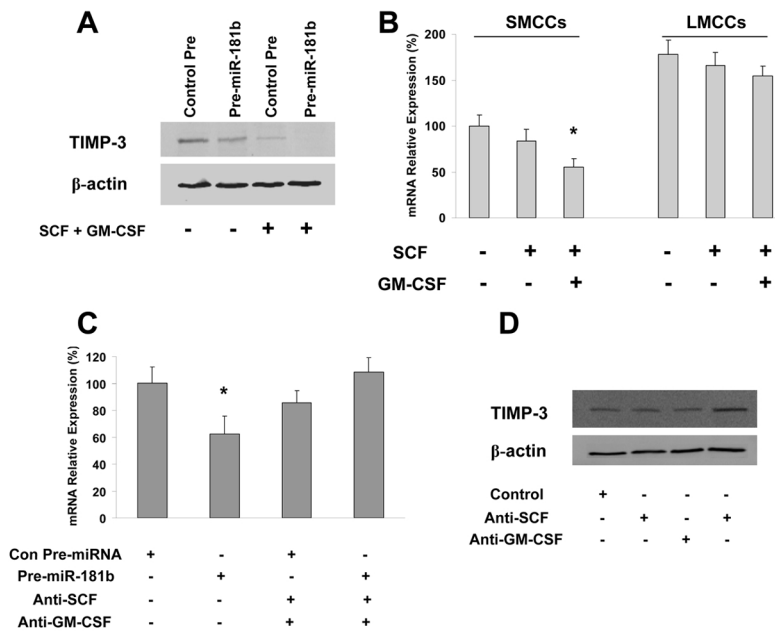 A
Control Pre
Pre-miR-181b
Control Pre
Pre-miR-181b
TIMP-3
β-actin
SCF + GM-CSF - - + +
B
SMCCs LMCCs
mRNA Relative Expression (%)
200
150
100
50
0
*
SCF - + + - + +
GM-CSF - - + - - +
C
mRNA Relative Expression (%)
120
100
80
60
40
20
0
*
Con Pre-miRNA + - + -
Pre-miR-181b - + - +
Anti-SCF - - + +
Anti-GM-CSF - - + +
D
TIMP-3
β-actin
Control + - - -
Anti-SCF - + - +
Anti-GM-CSF - - + -